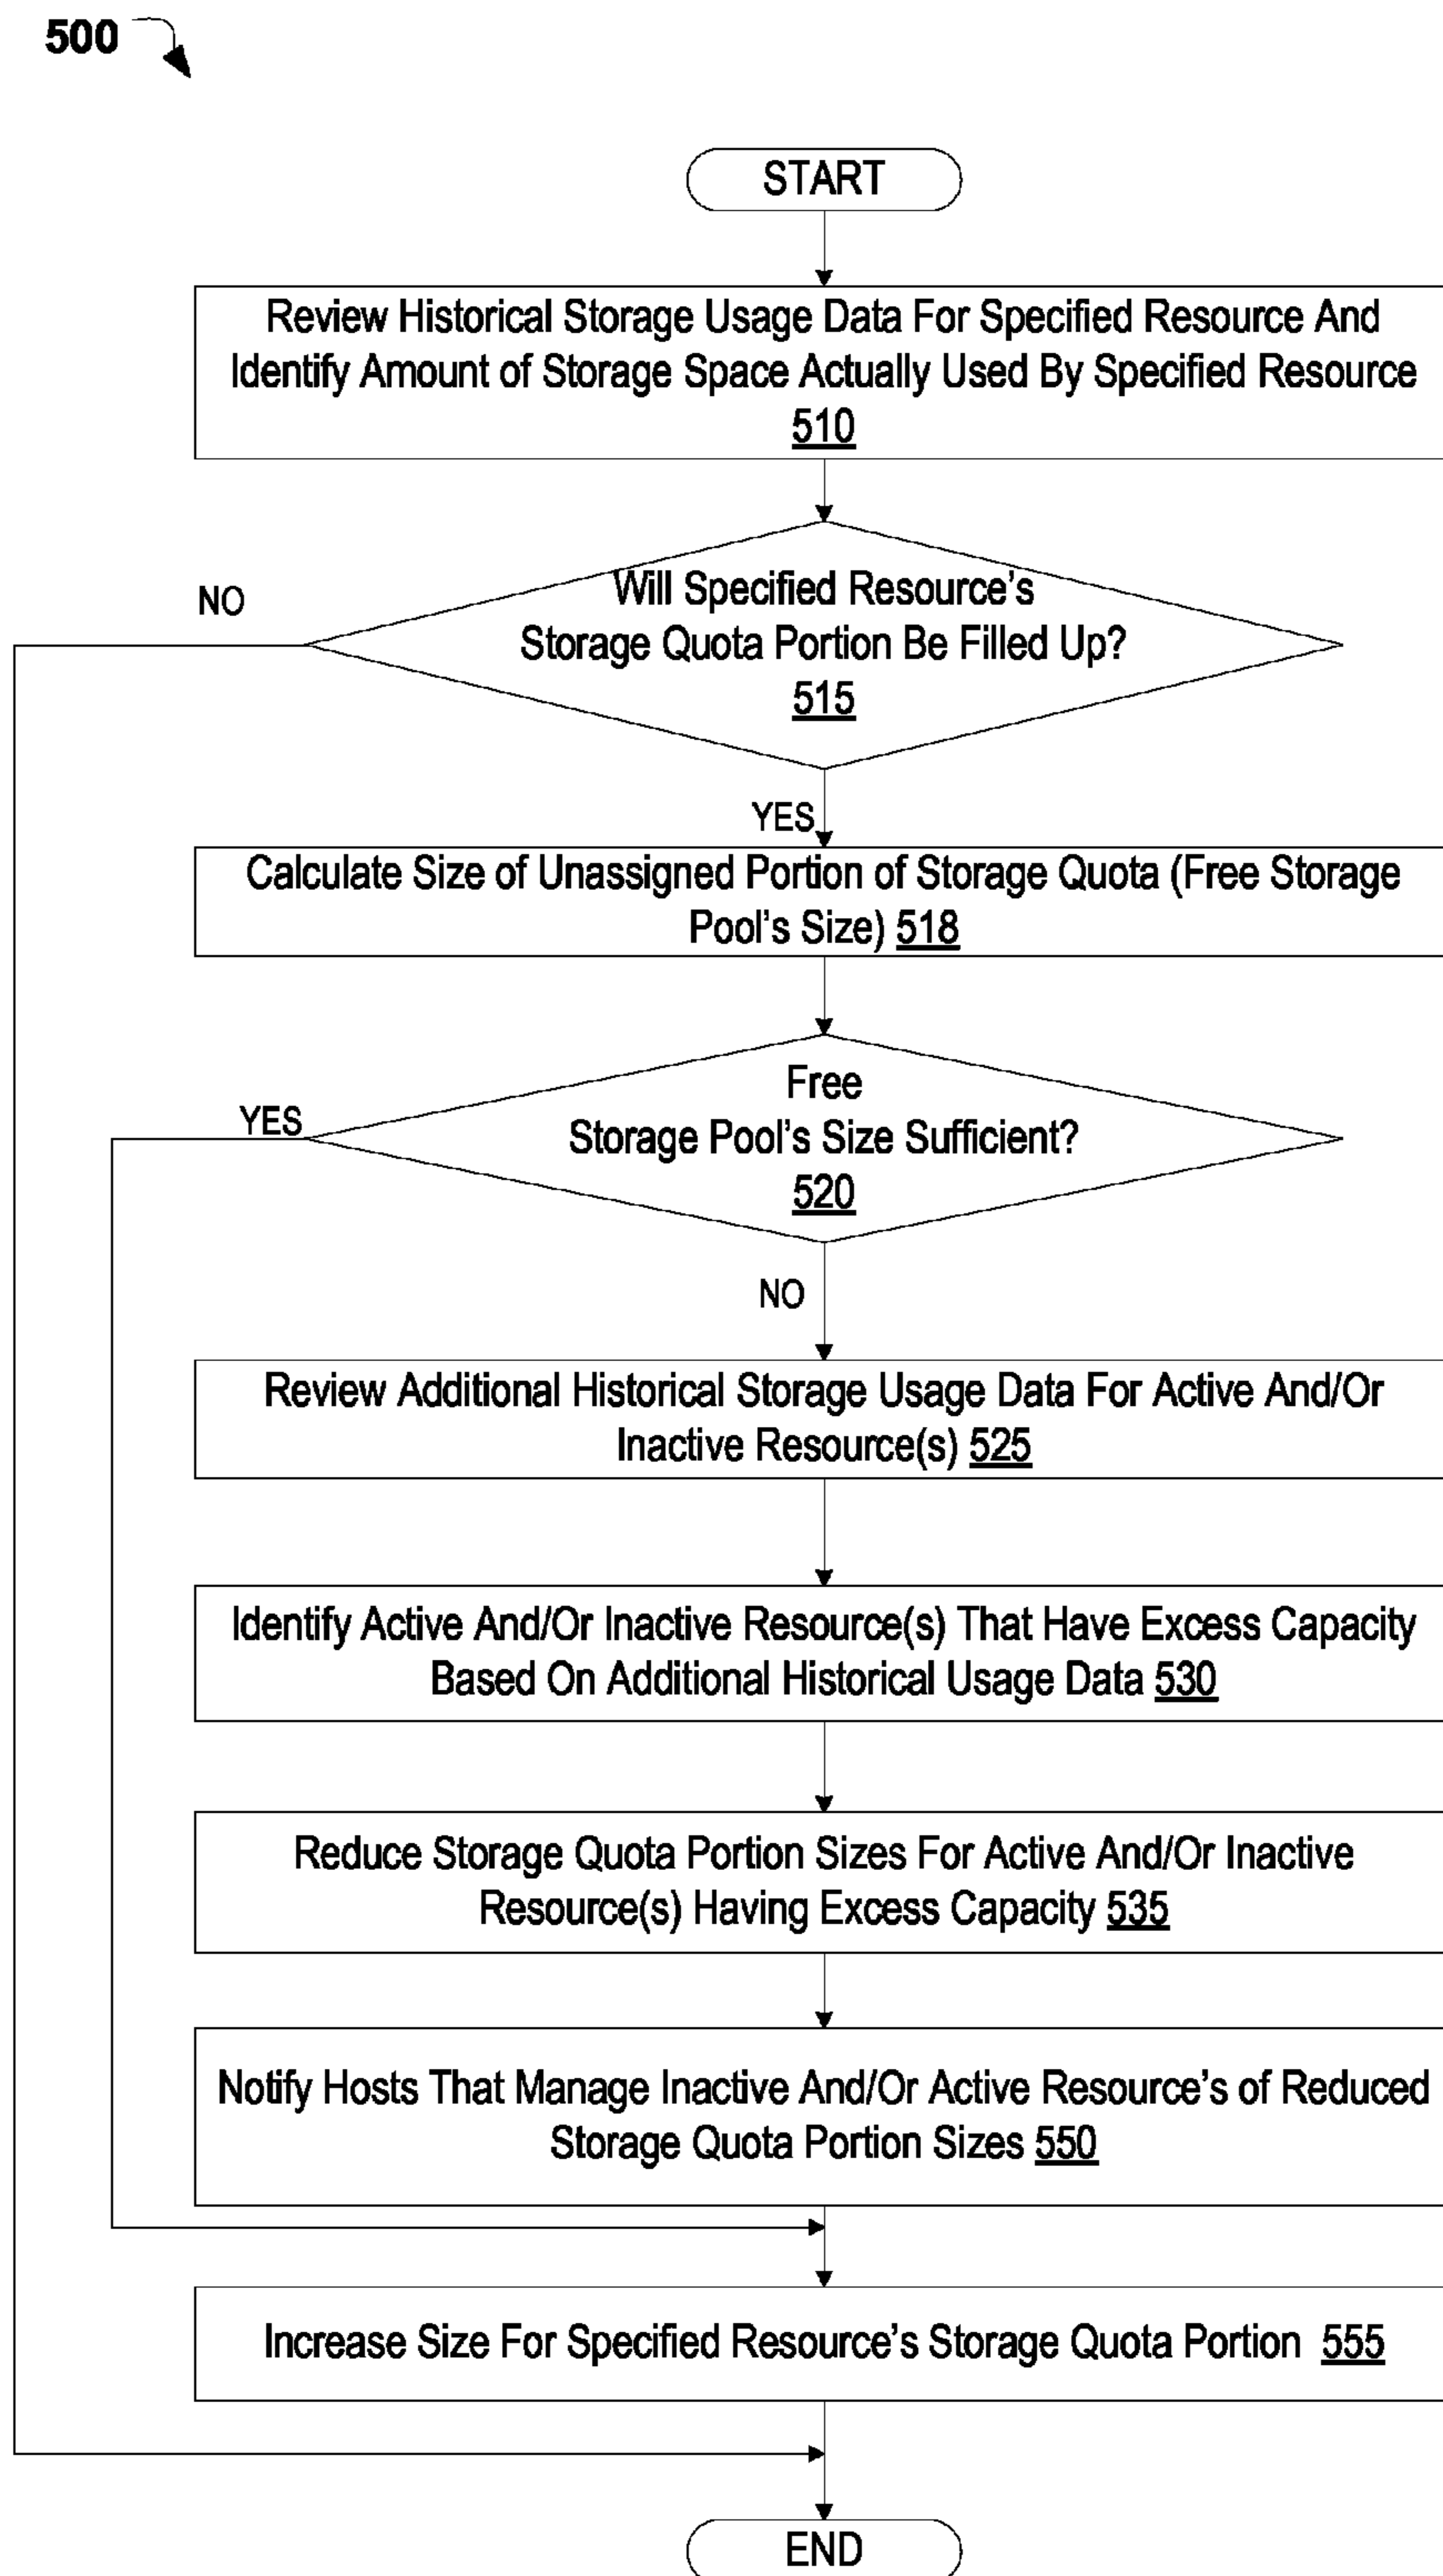 500
START
Review Historical Storage Usage Data For Specified Resource And
Identify Amount of Storage Space Actually Used By Specified Resource
510
NO
Will Specified Resource's
Storage Quota Portion Be Filled Up?
515
YES
Calculate Size of Unassigned Portion of Storage Quota (Free Storage
Pool's Size) 518
Free
YES
Storage Pool's Size Sufficient?
520
NO
Review Additional Historical Storage Usage Data For Active And/Or
Inactive Resource(s) 525
Identify Active And/Or Inactive Resource(s) That Have Excess Capacity
Based On Additional Historical Usage Data 530
Reduce Storage Quota Portion Sizes For Active And/Or Inactive
Resource(s) Having Excess Capacity 535
Notify Hosts That Manage Inactive And/Or Active Resource's of Reduced
Storage Quota Portion Sizes 550
Increase Size For Specified Resource's Storage Quota Portion 555
END